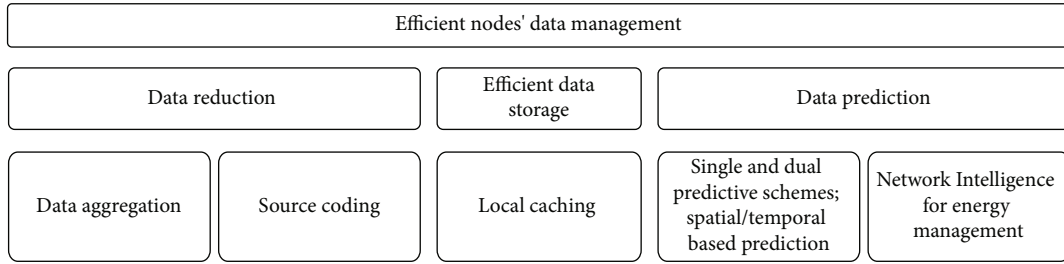 Efficient nodes' data management
Data reduction
Efficient data
storage
Data prediction
Data aggregation
Source coding
Local caching
Single and dual
predictive schemes;
spatial/temporal
based prediction
Network Intelligence
for energy
management